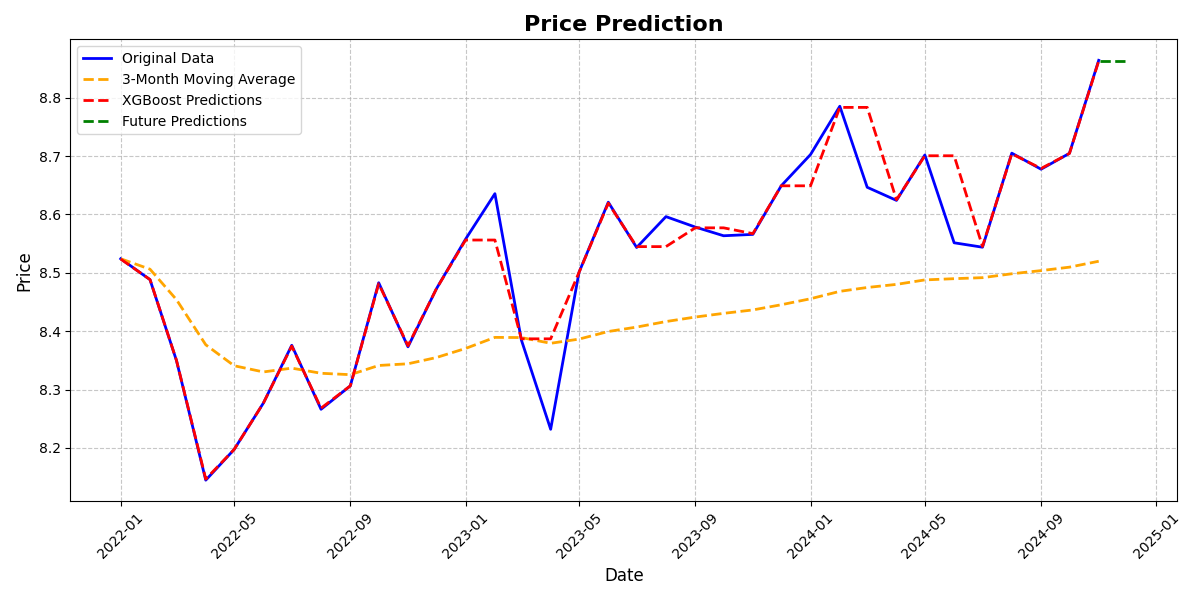 Price Prediction
Original Data
3-Month Moving Average
XGBoost Predictions
Future Predictions
Price
8.8
8.7
8.6
8.5
8.4
8.3
8.2
2022-01
2022-05
2022-09
2023-01
2023-05
2023-09
2024-01
2024-05
2024-09
2025-01
Date